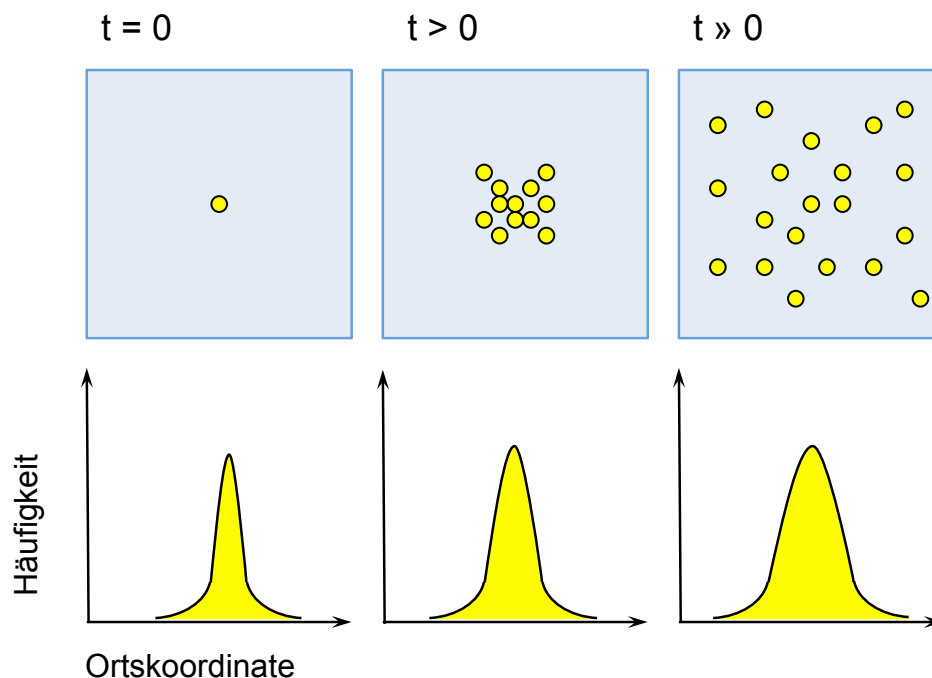 t = 0
t > 0
t » 0
Häufigkeit
Ortskoordinate